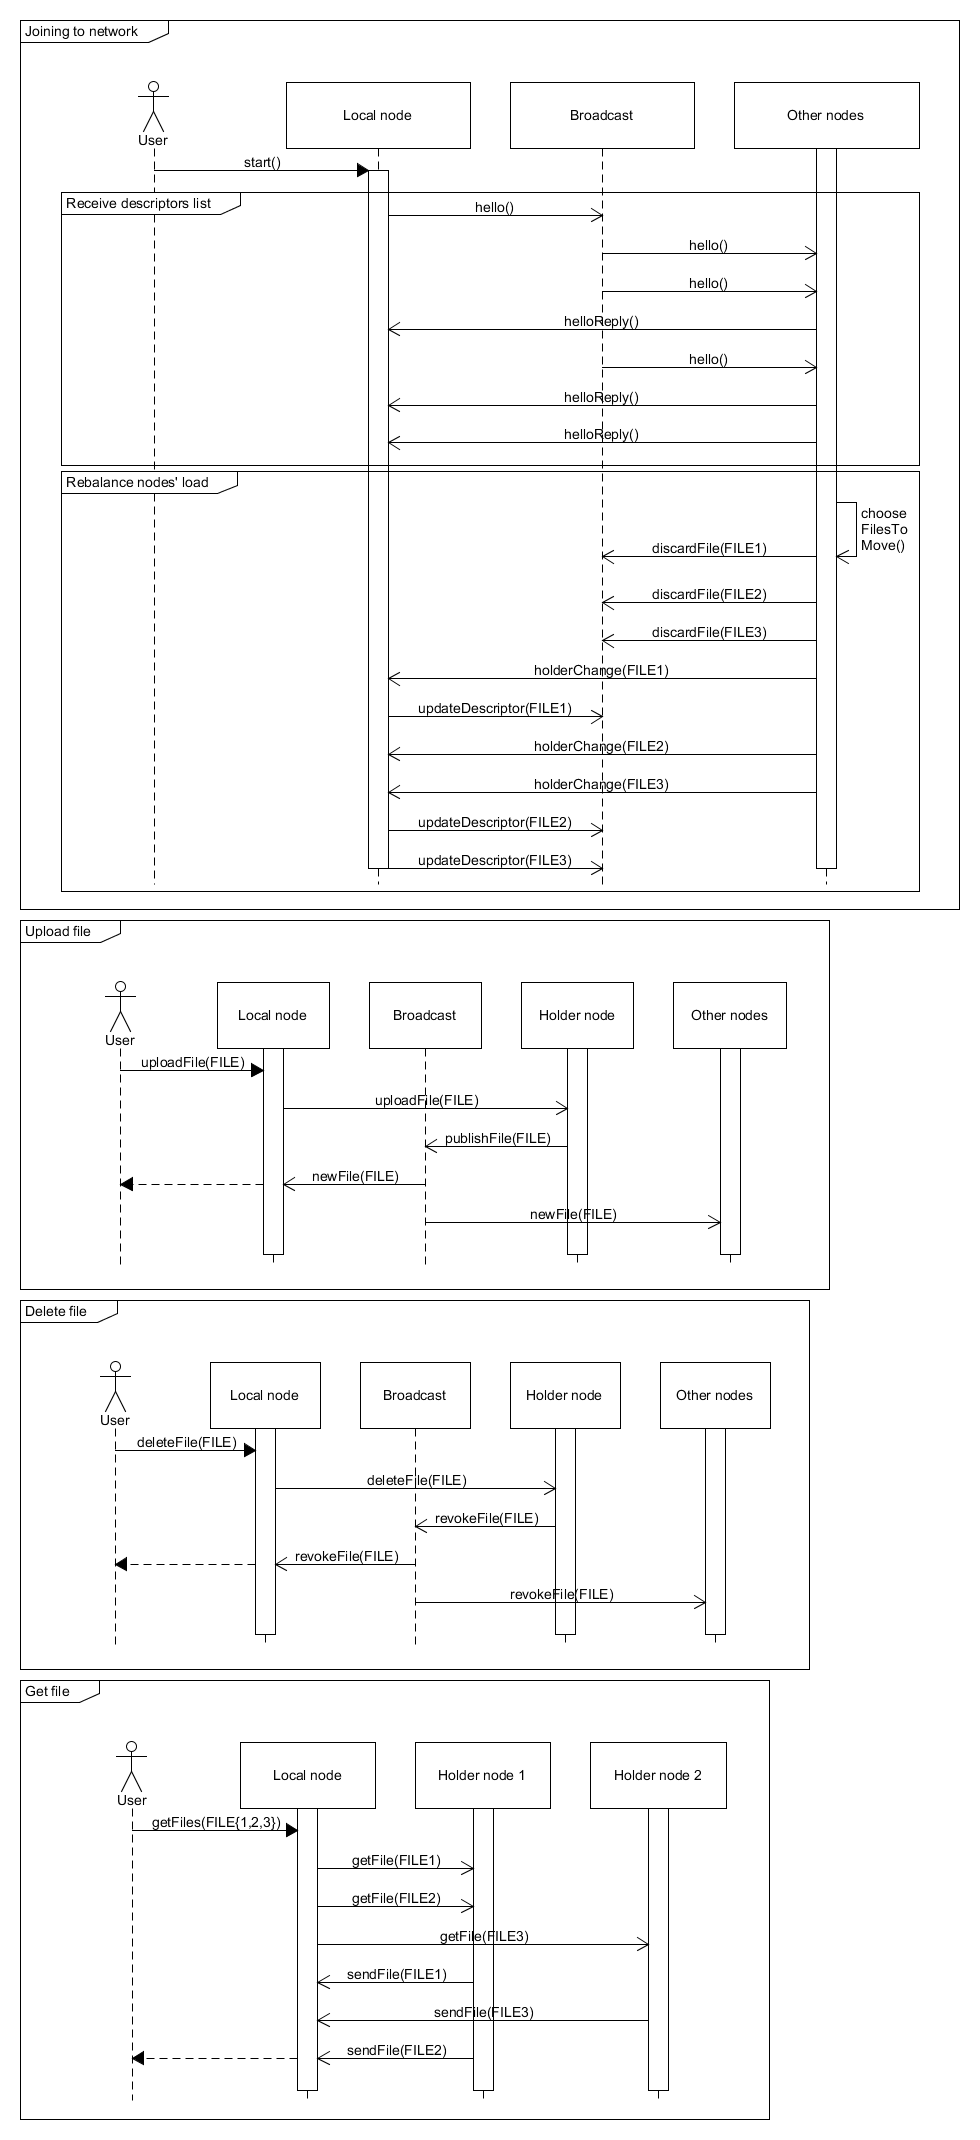 Joining to network
User
Local node
Broadcast
Other nodes
start()
Receive descriptors list
hello()
hello()
hello()
helloReply()
hello()
helloReply()
helloReply()
Rebalance nodes' load
choose
FilesTo
Move()
discardFile(FILE1)
discardFile(FILE2)
discardFile(FILE3)
holderChange(FILE1)
updateDescriptor(FILE1)
holderChange(FILE2)
holderChange(FILE3)
updateDescriptor(FILE2)
updateDescriptor(FILE3)
Upload file
User
Local node
Broadcast
Holder node
Other nodes
uploadFile(FILE)
uploadFile(FILE)
publishFile(FILE)
newFile(FILE)
newFile(FILE)
Delete file
User
Local node
Broadcast
Holder node
Other nodes
deleteFile(FILE)
deleteFile(FILE)
revokeFile(FILE)
revokeFile(FILE)
revokeFile(FILE)
Get file
User
Local node
Holder node 1
Holder node 2
getFiles(FILE{1,2,3})
getFile(FILE1)
getFile(FILE2)
getFile(FILE3)
sendFile(FILE1)
sendFile(FILE3)
sendFile(FILE2)